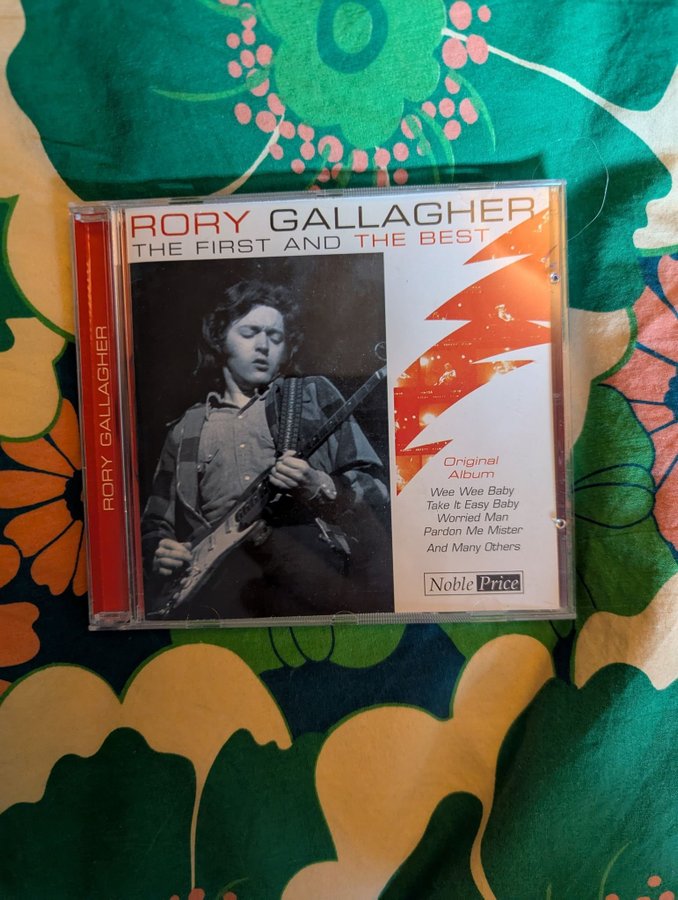 RORY GALLAGHER
THE FIRST AND THE BEST
RORY GALLAGHER
Original
Album
Wee Wee Baby
Take It Easy Baby
Worried Man
Pardon Me Mister
And Many Others
Noble Price